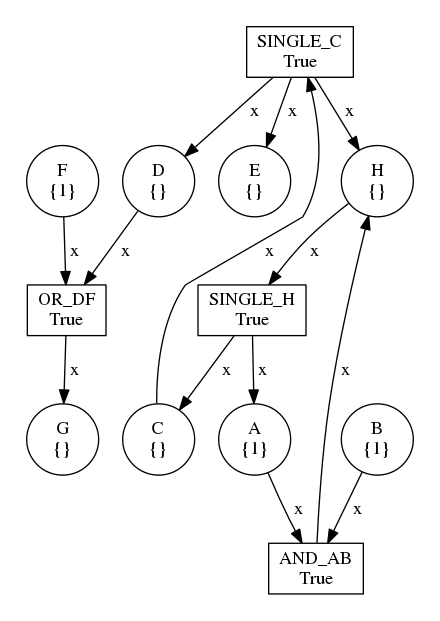 SINGLE_C
True
x
x
x
F
{1}
D
{}
E
{}
H
{}
x
x
x
x
OR_DF
True
SINGLE_H
True
x
x
x
x
G
{}
C
{}
A
{1}
B
{1}
x
x
AND_AB
True